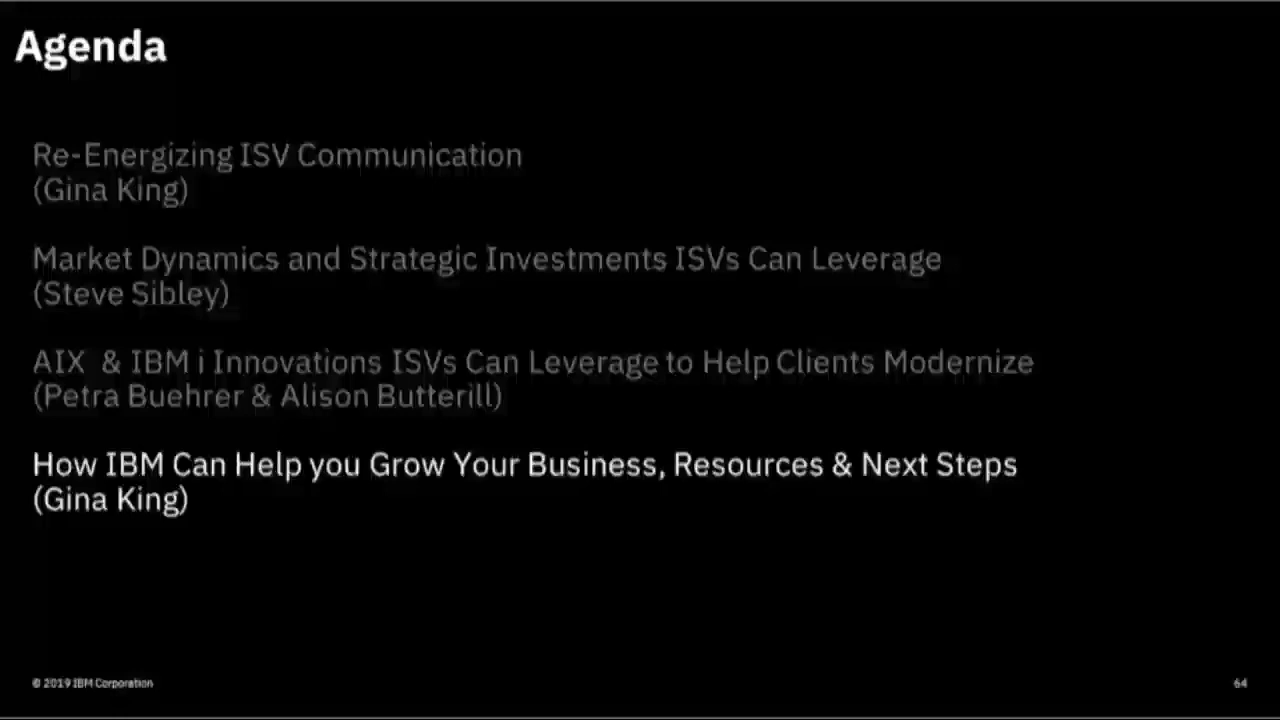 Agenda
Re-Energizing ISV Communication
(Gina King)
Market Dynamics and Strategic Investments ISVs Can Leverage
(Steve Sibley)
AIX & IBM i Innovations ISVs Can Leverage to Help Clients Modernize
(Petra Buehrer & Alison Butterill)
How IBM Can Help you Grow Your Business, Resources & Next Steps
(Gina King)
© 2019 IBM Corporation
64